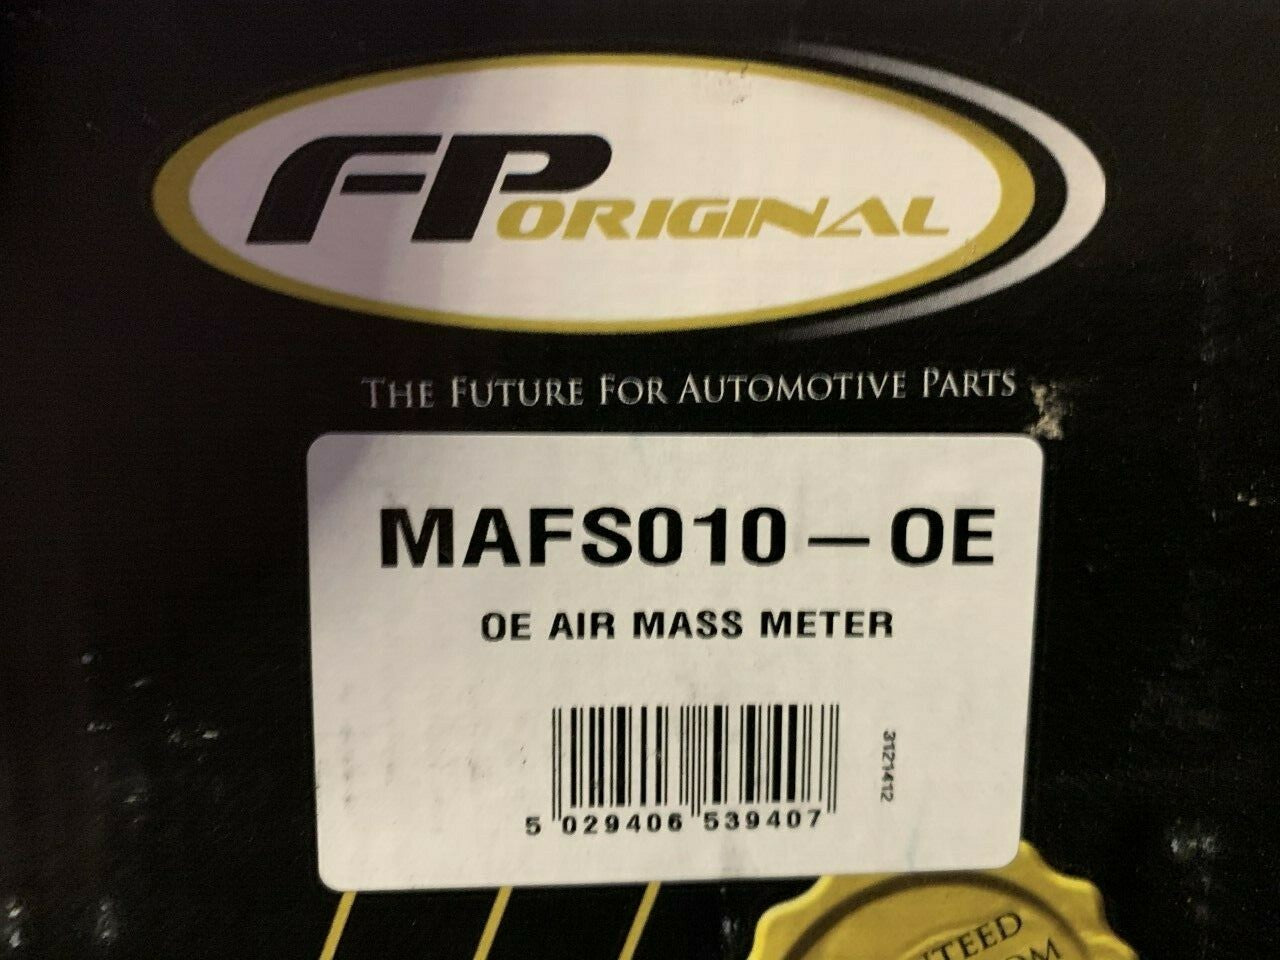 FP ORIGINAL
THE FUTURE FOR AUTOMOTIVE PARTS
MAFS010-OE
OE AIR MASS METER
3121412
5 029406 539407